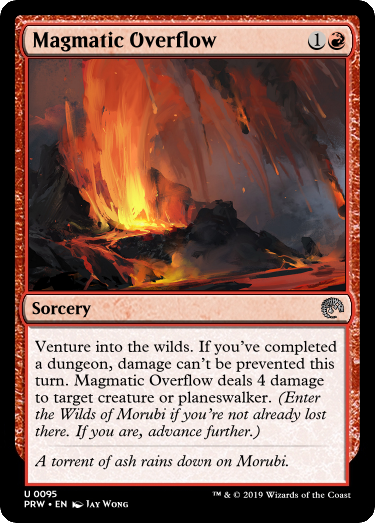 Magmatic Overflow 1
Sorcery
Venture into the wilds. If you've completed
a dungeon, damage can't be prevented this
turn. Magmatic Overflow deals 4 damage
to target creature or planeswalker. (Enter
the Wilds of Morubi if you're not already lost
there. If you are, advance further.)
A torrent of ash rains down on Morubi.
U 0095
PRW • EN Jay Wong
™ & © 2019 Wizards of the Coast